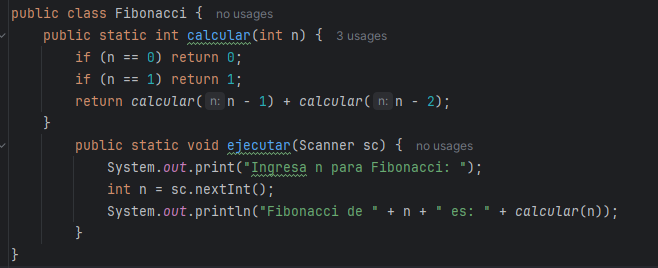 public class Fibonacci {  no usages
    public static int calcular(int n) {  3 usages
        if (n == 0) return 0;
        if (n == 1) return 1;
        return calcular( n: n - 1) + calcular( n: n - 2);
    }
        public static void ejecutar(Scanner sc) {  no usages
            System.out.print("Ingresa n para Fibonacci: ");
            int n = sc.nextInt();
            System.out.println("Fibonacci de " + n + " es: " + calcular(n));
        }
}